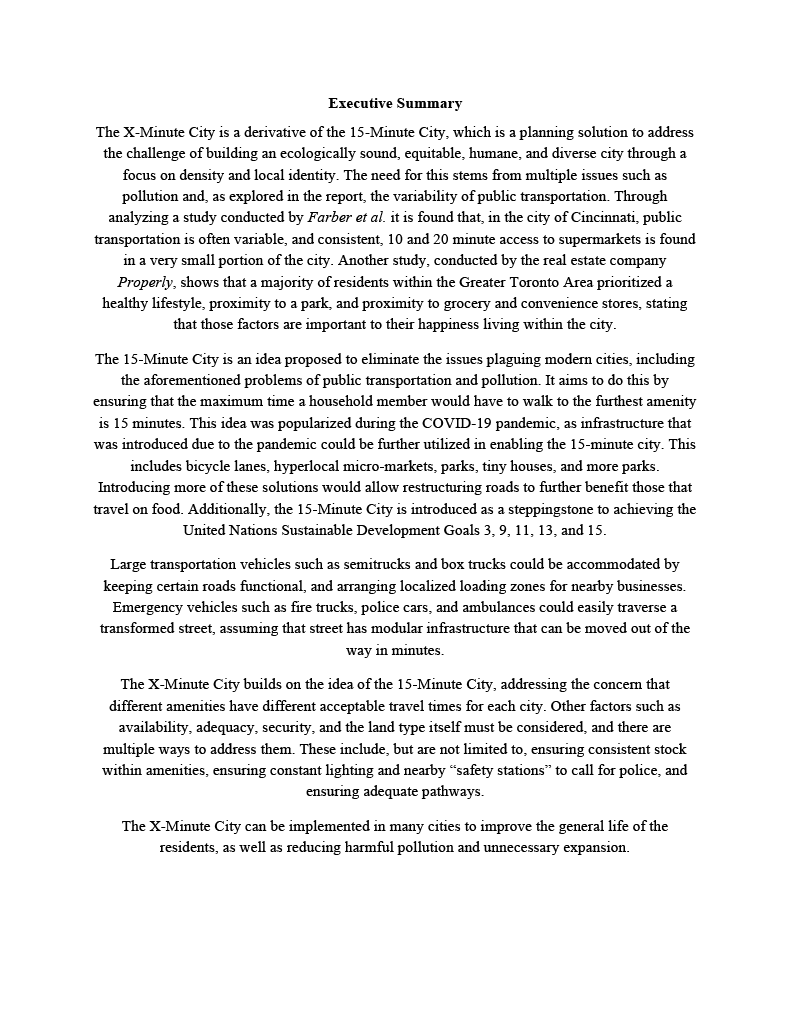 Executive Summary
The X-Minute City is a derivative of the 15-Minute City, which is a planning solution to address
the challenge of building an ecologically sound, equitable, humane, and diverse city through a
focus on density and local identity. The need for this stems from multiple issues such as
pollution and, as explored in the report, the variability of public transportation. Through
analyzing a study conducted by Farber et al. it is found that, in the city of Cincinnati, public
transportation is often variable, and consistent, 10 and 20 minute access to supermarkets is found
in a very small portion of the city. Another study, conducted by the real estate company
Properly, shows that a majority of residents within the Greater Toronto Area prioritized a
healthy lifestyle, proximity to a park, and proximity to grocery and convenience stores, stating
that those factors are important to their happiness living within the city.
The 15-Minute City is an idea proposed to eliminate the issues plaguing modern cities, including
the aforementioned problems of public transportation and pollution. It aims to do this by
ensuring that the maximum time a household member would have to walk to the furthest amenity
is 15 minutes. This idea was popularized during the COVID-19 pandemic, as infrastructure that
was introduced due to the pandemic could be further utilized in enabling the 15-minute city. This
includes bicycle lanes, hyperlocal micro-markets, parks, tiny houses, and more parks.
Introducing more of these solutions would allow restructuring roads to further benefit those that
travel on food. Additionally, the 15-Minute City is introduced as a steppingstone to achieving the
United Nations Sustainable Development Goals 3, 9, 11, 13, and 15.
Large transportation vehicles such as semitrucks and box trucks could be accommodated by
keeping certain roads functional, and arranging localized loading zones for nearby businesses.
Emergency vehicles such as fire trucks, police cars, and ambulances could easily traverse a
transformed street, assuming that street has modular infrastructure that can be moved out of the
way in minutes.
The X-Minute City builds on the idea of the 15-Minute City, addressing the concern that
different amenities have different acceptable travel times for each city. Other factors such as
availability, adequacy, security, and the land type itself must be considered, and there are
multiple ways to address them. These include, but are not limited to, ensuring consistent stock
within amenities, ensuring constant lighting and nearby “safety stations” to call for police, and
ensuring adequate pathways.
The X-Minute City can be implemented in many cities to improve the general life of the
residents, as well as reducing harmful pollution and unnecessary expansion.